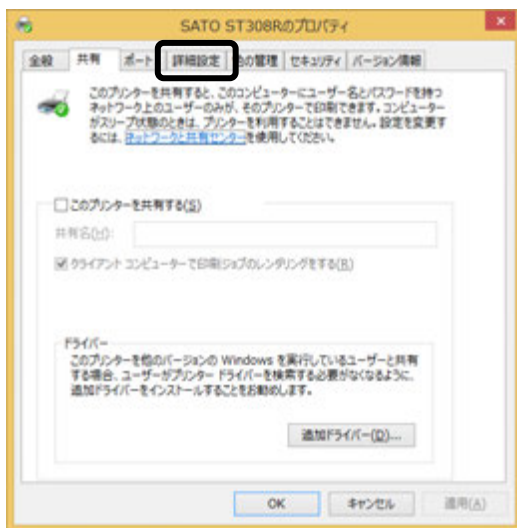 SATO ST308Rのプロパティ
全般 共有 ポート 詳細設定 色の管理 セキュリティ バージョン情報
このプリンターを共有すると、このコンピューターにユーザー名とパスワードを持つ
ネットワーク上のユーザーのみが、そのプリンターで印刷できます。コンピューター
がスリープ状態のときは、プリンターを利用することはできません。設定を変更す
るには、ネットワークと共有センターを使用してください。
このプリンターを共有する(S)
共有名(H):
クライアント コンピューターで印刷ジョブのレンダリングをする(R)
ドライバー
このプリンターを他のバージョンの Windows を実行しているユーザーと共有
する場合、ユーザーがプリンター ドライバーを検索する必要がなくなるように、
追加ドライバーをインストールすることをお勧めします。
追加ドライバー(D)...
OK キャンセル 適用(A)